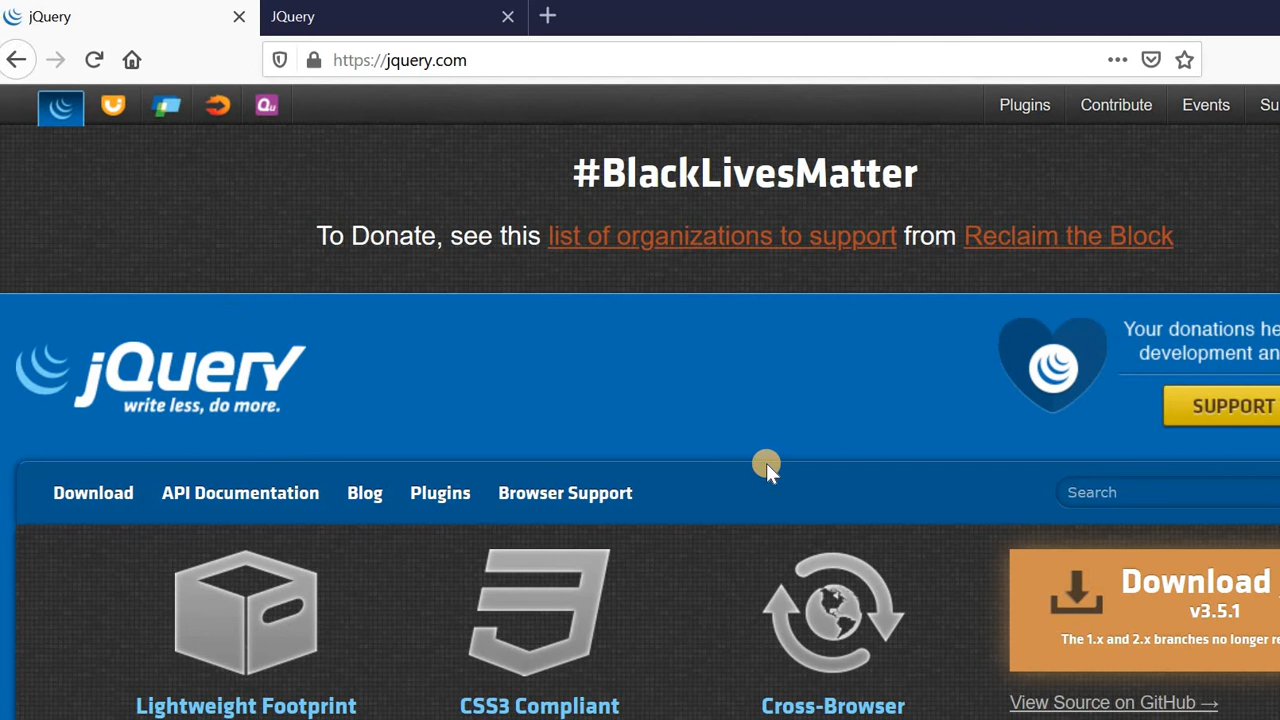 jQuery
JQuery
https://jquery.com
Plugins Contribute Events Su
#BlackLivesMatter
To Donate, see this list of organizations to support from Reclaim the Block
jQuery
write less, do more.
Your donations he
development an
SUPPORT
Download API Documentation Blog Plugins Browser Support
Search
Download
v3.5.1
The 1.x and 2.x branches no longer re
View Source on GitHub →
Lightweight Footprint
CSS3 Compliant
Cross-Browser